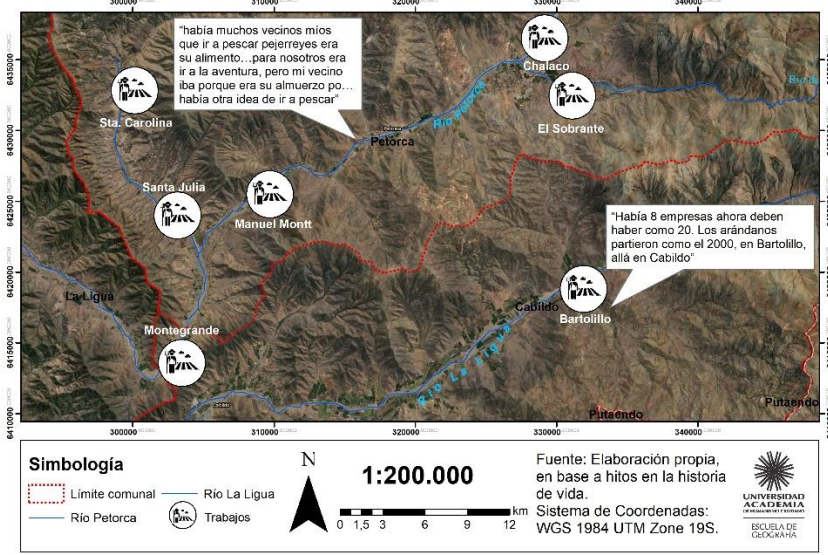 300000 310000 320000 330000 340000
"había muchos vecinos míos
que ir a pescar pejerreyes era
su alimento...para nosotros era
ir a la aventura, pero mi vecino
iba porque era su almuerzo po...
había otra idea de ir a pescar"
Chalaco
6435000
Sta. Carolina
Río Petorca
El Sobrante
6430000
Petorca
Santa Julia
6425000
Manuel Montt
"Había 8 empresas ahora deben
haber como 20. Los arándanos
partieron como el 2000, en Bartolillo,
allá en Cabildo"
6420000
La Ligua
Cabildo
Bartolillo
Montegrande
6415000
Río La Ligua
Putaendo
Putaendo
6410000
300000 310000 320000 330000 340000
Simbología
Límite comunal
Río La Ligua
Río Petorca
Trabajos
N
1:200.000
0 1,5 3 6 9 12 km
Fuente: Elaboración propia,
en base a hitos en la historia
de vida.
Sistema de Coordenadas:
WGS 1984 UTM Zone 19S.
UNIVERSIDAD
ACADEMIA
DE HUMANISMO CRISTIANO
ESCUELA DE
GEOGRAFÍA